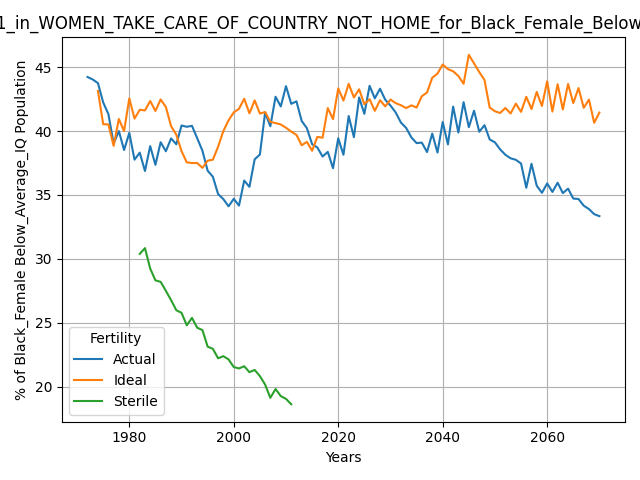 1_in_WOMEN_TAKE_CARE_OF_COUNTRY_NOT_HOME_for_Black_Female_Below
% of Black_Female Below_Average_IQ Population
45
40
35
30
25
20
Fertility
Actual
Ideal
Sterile
1980 2000 2020 2040 2060
Years